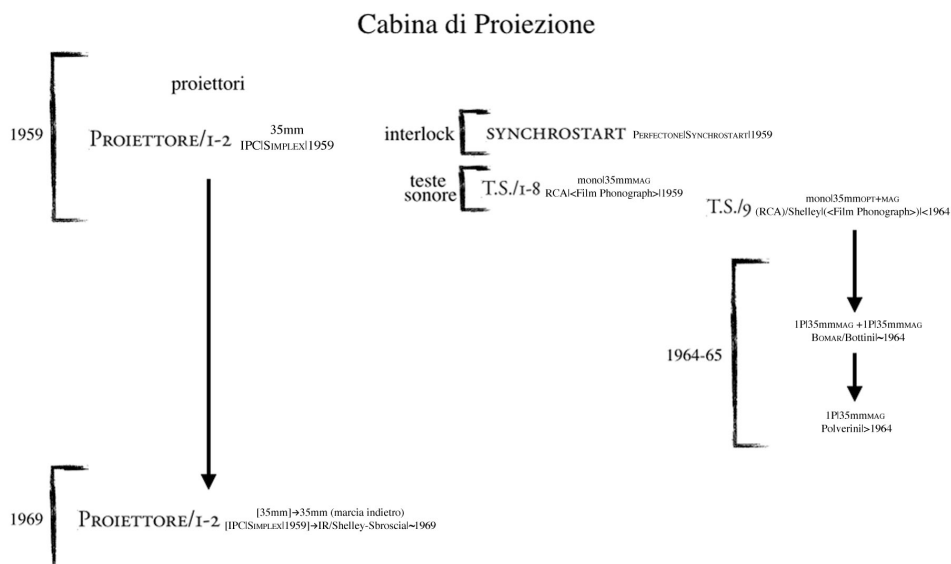 Cabina di Proiezione
proiettori
1959
PROIETTORE/1-2
35mm
IPC|SIMPLEX|1959
interlock
SYNCHROSTART
PERFECTONE|SYNCHROSTART|1959
teste
sonore
T.S./1-8
mono|35mmMAG
RCA|<Film Phonograph>|1959
T.S./9
mono|35mmOPT+MAG
(RCA)/Shelley|(<Film Phonograph>)|<1964
1964-65
1P|35mmMAG +1P|35mmMAG
BOMAR/Bottini|~1964
1P|35mmMAG
Polverini|>1964
1969
PROIETTORE/1-2
[35mm]→35mm (marcia indietro)
[IPC|SIMPLEX|1959]→IR/Shelley-Sbroscia|~1969